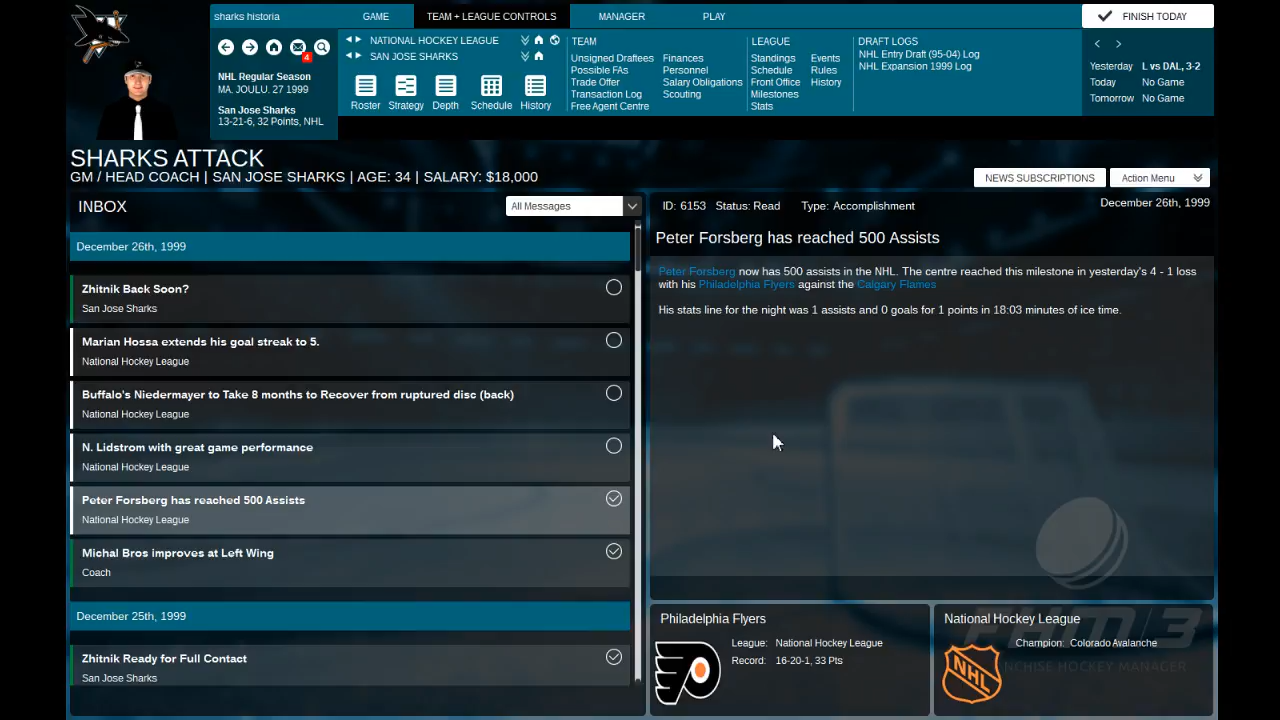 sharks historia
GAME
TEAM + LEAGUE CONTROLS
MANAGER
PLAY
FINISH TODAY
4
NHL Regular Season
MA. JOULU. 27 1999
San Jose Sharks
13-21-6, 32 Points, NHL
NATIONAL HOCKEY LEAGUE
SAN JOSE SHARKS
Roster
Strategy
Depth
Schedule
History
TEAM
Unsigned Draftees
Finances
Possible FAs
Personnel
Trade Offer
Salary Obligations
Transaction Log
Scouting
Free Agent Centre
LEAGUE
Standings
Events
Schedule
Rules
Front Office
History
Milestones
Stats
DRAFT LOGS
NHL Entry Draft (95-04) Log
NHL Expansion 1999 Log
Yesterday L vs DAL, 3-2
Today No Game
Tomorrow No Game
SHARKS ATTACK
GM / HEAD COACH | SAN JOSE SHARKS | AGE: 34 | SALARY: $18,000
NEWS SUBSCRIPTIONS
Action Menu
INBOX
All Messages
December 26th, 1999
Zhitnik Back Soon?
San Jose Sharks
Marian Hossa extends his goal streak to 5.
National Hockey League
Buffalo's Niedermayer to Take 8 months to Recover from ruptured disc (back)
National Hockey League
N. Lidstrom with great game performance
National Hockey League
Peter Forsberg has reached 500 Assists
National Hockey League
Michal Bros improves at Left Wing
Coach
December 25th, 1999
Zhitnik Ready for Full Contact
San Jose Sharks
ID: 6153 Status: Read Type: Accomplishment
December 26th, 1999
Peter Forsberg has reached 500 Assists
Peter Forsberg now has 500 assists in the NHL. The centre reached this milestone in yesterday's 4 - 1 loss
with his Philadelphia Flyers against the Calgary Flames
His stats line for the night was 1 assists and 0 goals for 1 points in 18:03 minutes of ice time.
Philadelphia Flyers
League: National Hockey League
Record: 16-20-1, 33 Pts
National Hockey League
Champion: Colorado Avalanche
NHL
FHM/3
NCHISE HOCKEY MANAGER